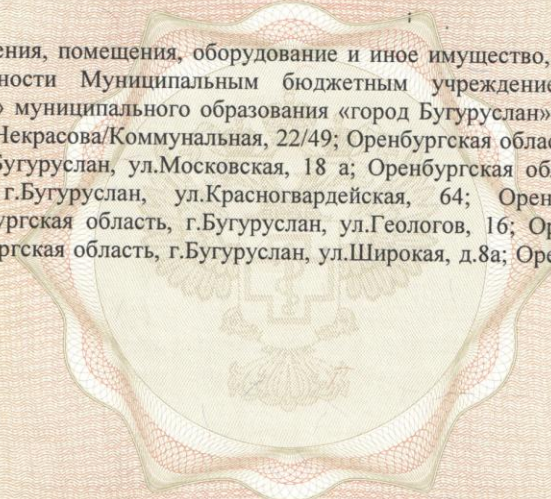 ения, помещения, оборудование и иное имущество,
ности Муниципальным бюджетным учреждение
» муниципального образования «город Бугуруслан»
Некрасова/Коммунальная, 22/49; Оренбургская облас
Бугуруслан, ул.Московская, 18 а; Оренбургская об
г.Бугуруслан, ул.Красногвардейская, 64; Орен
ургская область, г.Бугуруслан, ул.Геологов, 16; Ор
ргская область, г.Бугуруслан, ул.Широкая, д.8а; Оре